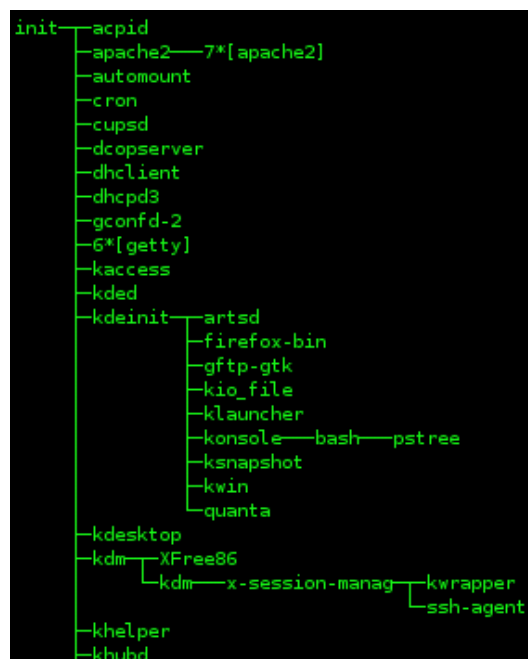 init─┬─acpid
     ├─apache2───7*[apache2]
     ├─automount
     ├─cron
     ├─cupsd
     ├─dcopserver
     ├─dhclient
     ├─dhcpd3
     ├─gconfd-2
     ├─6*[getty]
     ├─kaccess
     ├─kded
     ├─kdeinit─┬─artsd
     │         ├─firefox-bin
     │         ├─gftp-gtk
     │         ├─kio_file
     │         ├─klauncher
     │         ├─konsole───bash───pstree
     │         ├─ksnapshot
     │         ├─kwin
     │         └─quanta
     ├─kdesktop
     ├─kdm─┬─XFree86
     │     └─kdm───x-session-manag─┬─kwrapper
     │                             └─ssh-agent
     ├─khelper
     ├─khubd